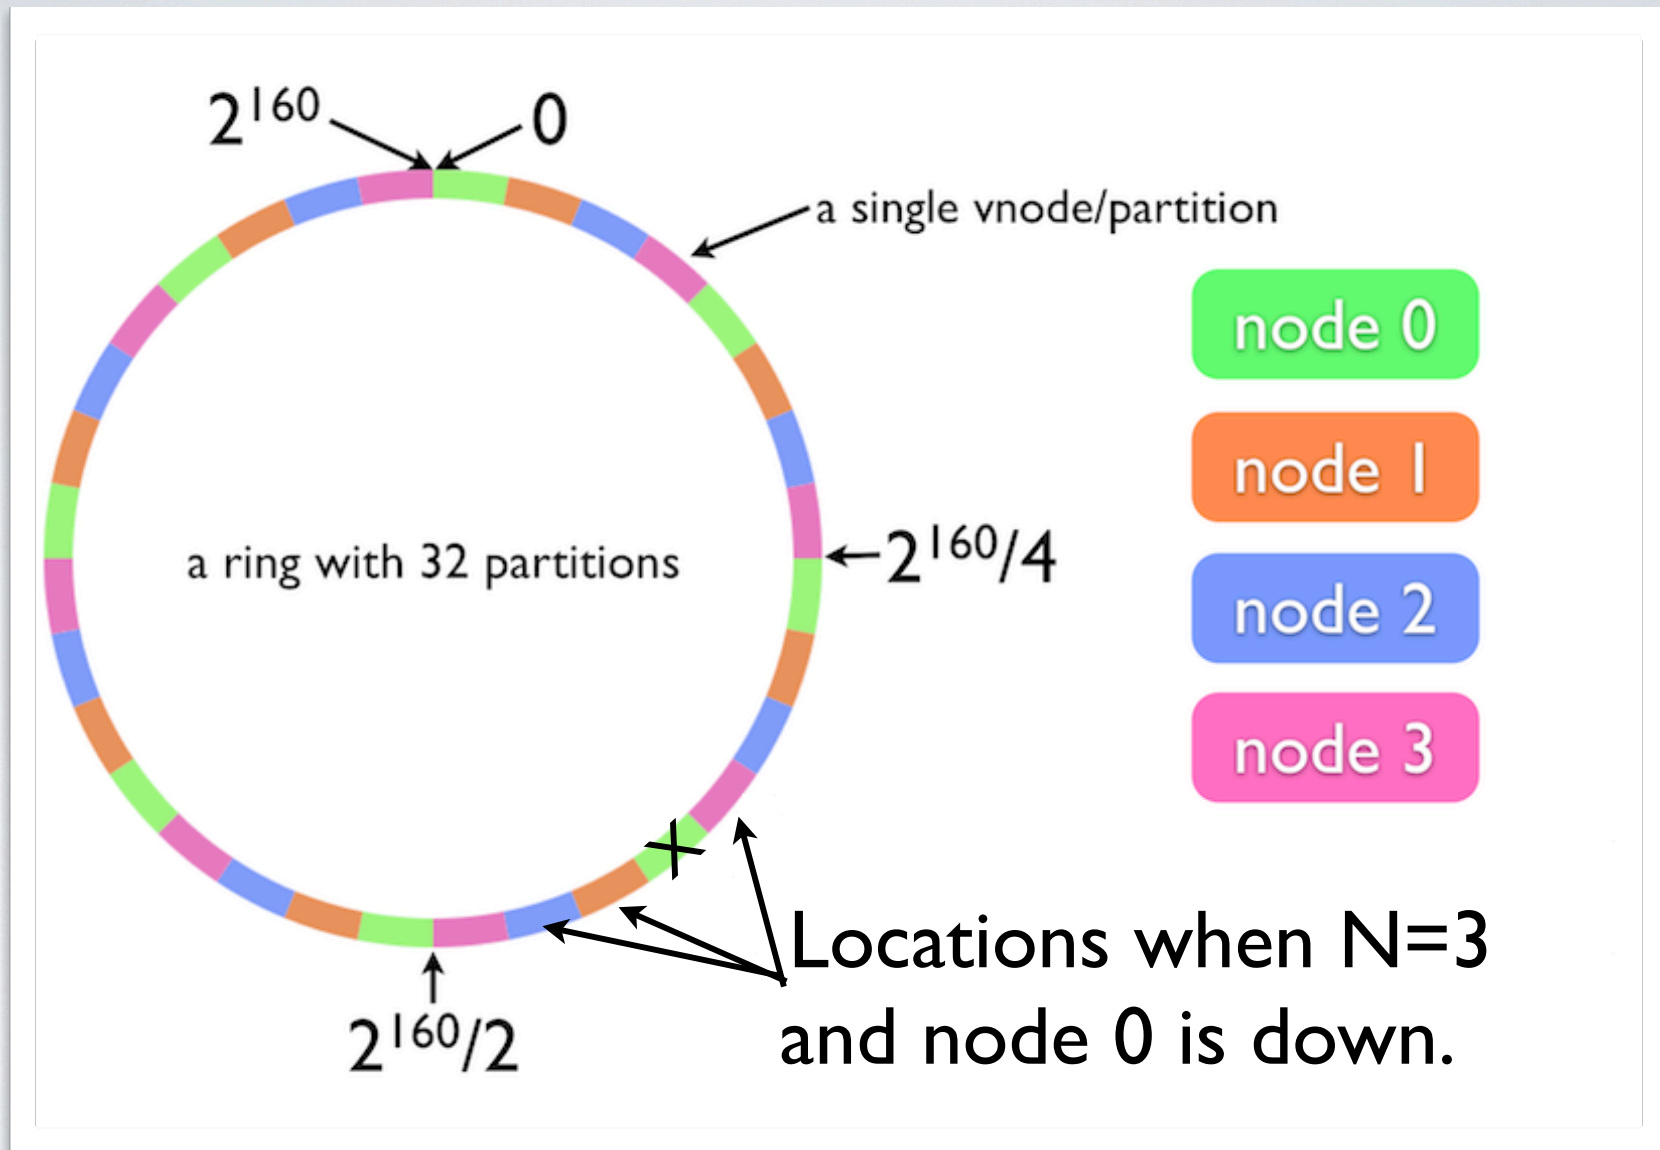 2¹⁶⁰
0
a single vnode/partition
node 0
node 1
node 2
node 3
a ring with 32 partitions
2¹⁶⁰/4
2¹⁶⁰/2
Locations when N=3
and node 0 is down.